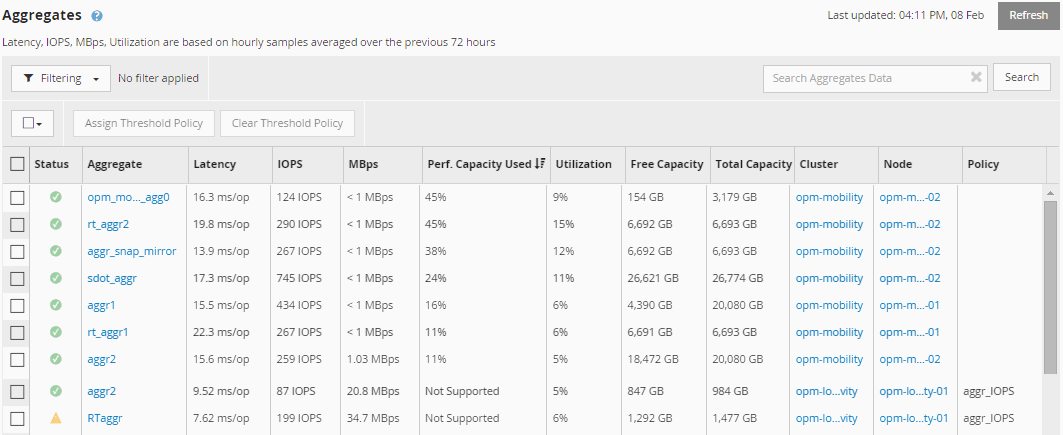 Aggregates ?
Last updated: 04:11 PM, 08 Feb
Refresh
Latency, IOPS, MBps, Utilization are based on hourly samples averaged over the previous 72 hours
Filtering No filter applied
Search Aggregates Data
Search
Assign Threshold Policy Clear Threshold Policy
Status Aggregate Latency IOPS MBps Perf. Capacity Used Utilization Free Capacity Total Capacity Cluster Node Policy
opm_mo..._agg0 16.3 ms/op 124 IOPS < 1 MBps 45% 9% 154 GB 3,179 GB opm-mobility opm-m...-02
rt_aggr2 19.8 ms/op 290 IOPS < 1 MBps 45% 15% 6,692 GB 6,693 GB opm-mobility opm-m...-02
aggr_snap_mirror 13.9 ms/op 267 IOPS < 1 MBps 38% 12% 6,692 GB 6,693 GB opm-mobility opm-m...-02
sdot_aggr 17.3 ms/op 745 IOPS < 1 MBps 24% 11% 26,621 GB 26,774 GB opm-mobility opm-m...-02
aggr1 15.5 ms/op 434 IOPS < 1 MBps 16% 6% 4,390 GB 20,080 GB opm-mobility opm-m...-01
rt_aggr1 22.3 ms/op 267 IOPS < 1 MBps 11% 6% 6,691 GB 6,693 GB opm-mobility opm-m...-01
aggr2 15.6 ms/op 259 IOPS 1.03 MBps 11% 5% 18,472 GB 20,080 GB opm-mobility opm-m...-02
aggr2 9.52 ms/op 87 IOPS 20.8 MBps Not Supported 5% 847 GB 984 GB opm-lo...vity opm-lo...ty-01 aggr_IOPS
RTaggr 7.62 ms/op 199 IOPS 34.7 MBps Not Supported 6% 1,292 GB 1,477 GB opm-lo...vity opm-lo...ty-01 aggr_IOPS